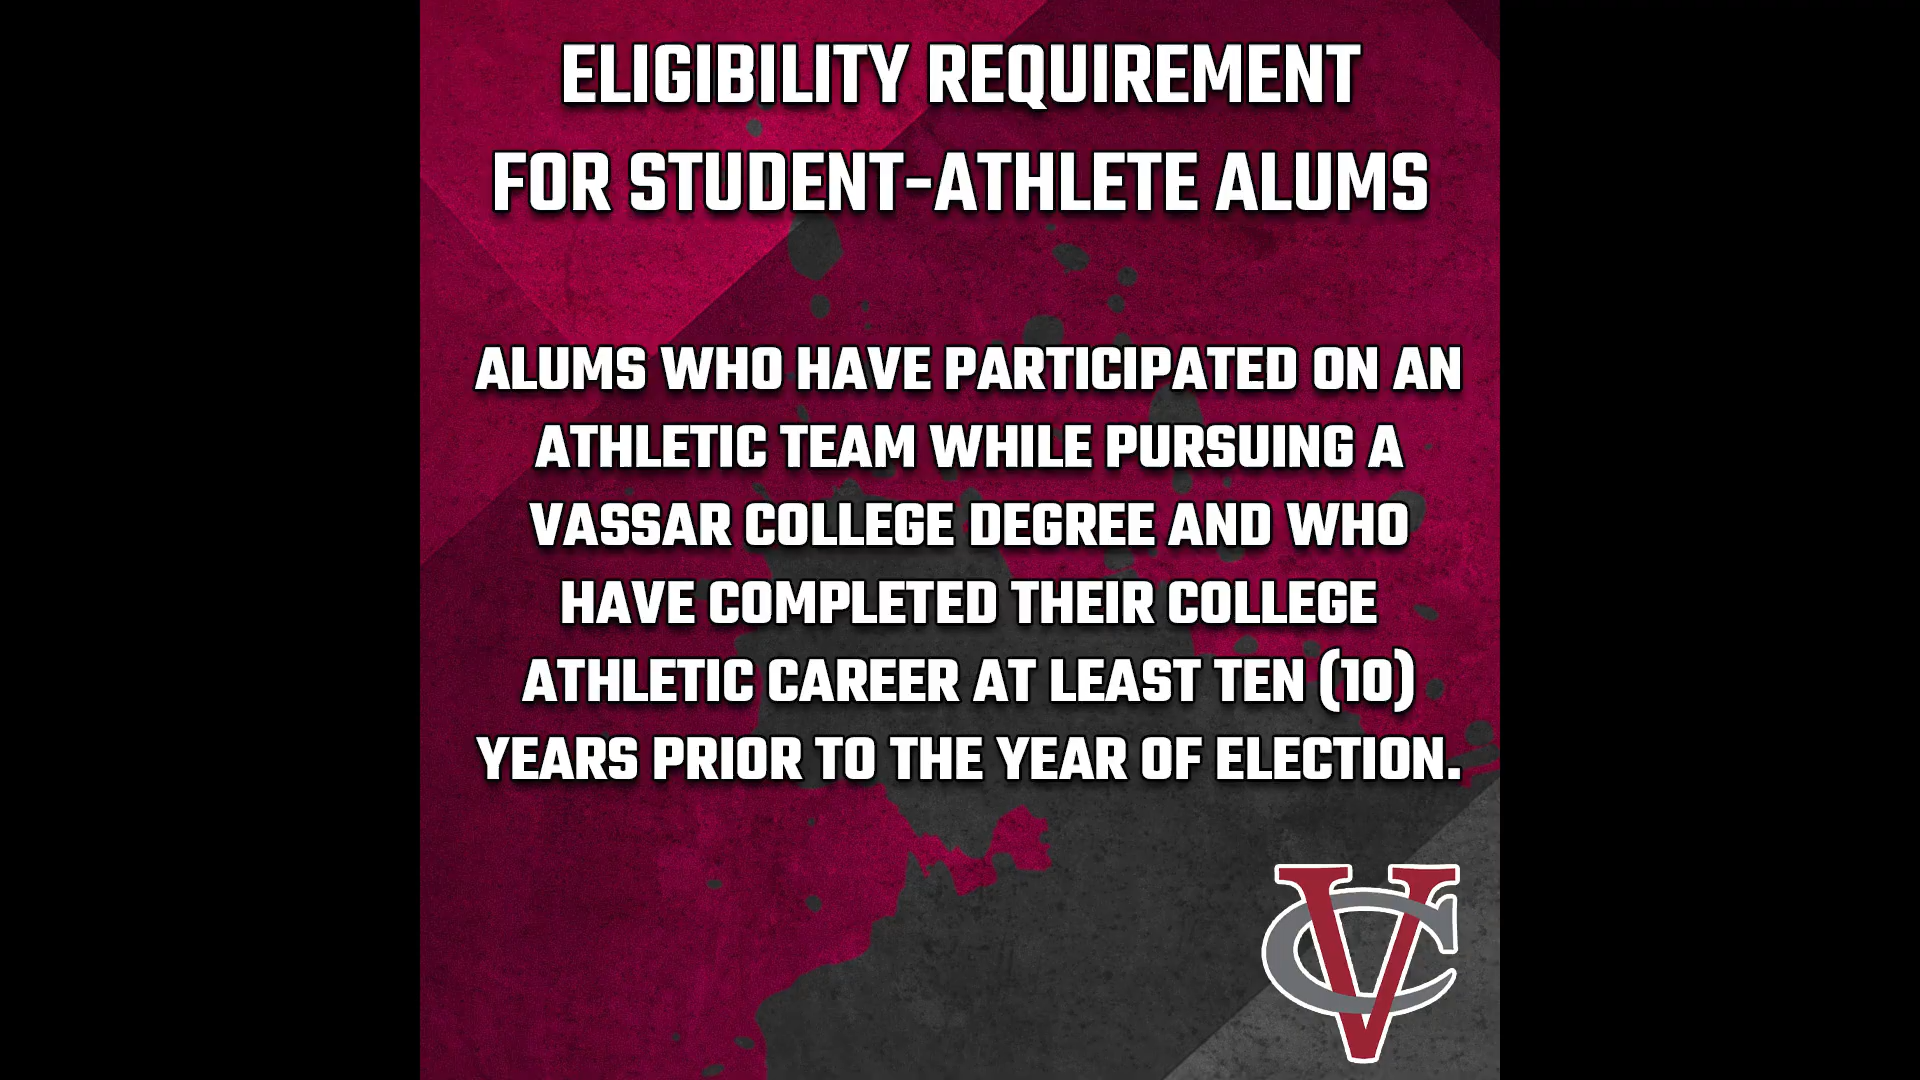 ELIGIBILITY REQUIREMENT
FOR STUDENT-ATHLETE ALUMS
ALUMS WHO HAVE PARTICIPATED ON AN
ATHLETIC TEAM WHILE PURSUING A
VASSAR COLLEGE DEGREE AND WHO
HAVE COMPLETED THEIR COLLEGE
ATHLETIC CAREER AT LEAST TEN (10)
YEARS PRIOR TO THE YEAR OF ELECTION.
VC